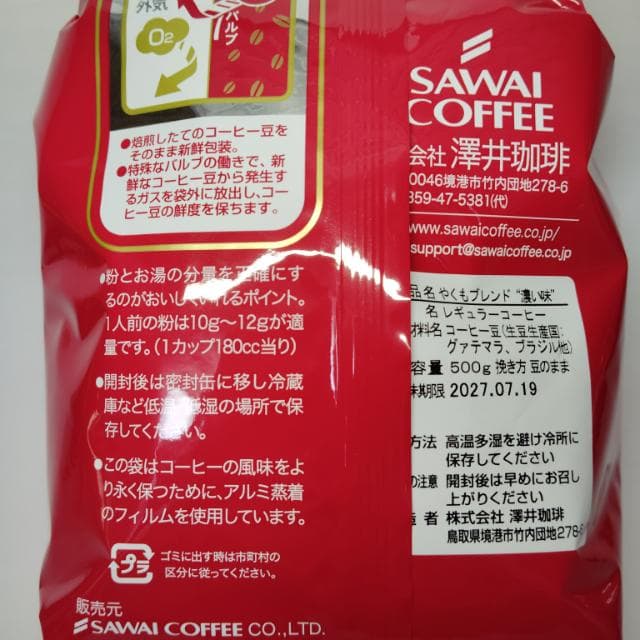 外気
O2
バルブ
●焙煎したてのコーヒー豆を
そのまま新鮮包装。
●特殊なバルブの働きで、新
鮮なコーヒー豆から発生す
るガスを袋外に放出し、コー
ヒー豆の鮮度を保ちます。
●粉とお湯の分量を正確にす
るのがおいしくいれるポイント。
1人前の粉は10g〜12gが適
量です。(1カップ180cc当り)
●開封後は密封缶に移し冷蔵
庫など低温・低湿の場所で保
存してください。
●この袋はコーヒーの風味をよ
り永く保つために、アルミ蒸着
のフィルムを使用しています。
プラ
ゴミに出す時は市町村の
区分に従ってください。
販売元
SAWAI COFFEE CO., LTD.
SAWAI
COFFEE
会社 澤井珈琲
0046境港市竹内団地278-6
859-47-5381(代)
www.sawaicoffee.co.jp/
support@sawaicoffee.co.jp
品名 やくもブレンド “濃い味”
名 レギュラーコーヒー
材料名 コーヒー豆(生豆生産国:
グァテマラ、ブラジル他)
容量 500g 挽き方 豆のまま
味期限 2027.07.19
方法 高温多湿を避け冷所に
保存してください
の注意 開封後は早めにお召し
上がりください
造者 株式会社 澤井珈琲
鳥取県境港市竹内団地278-6